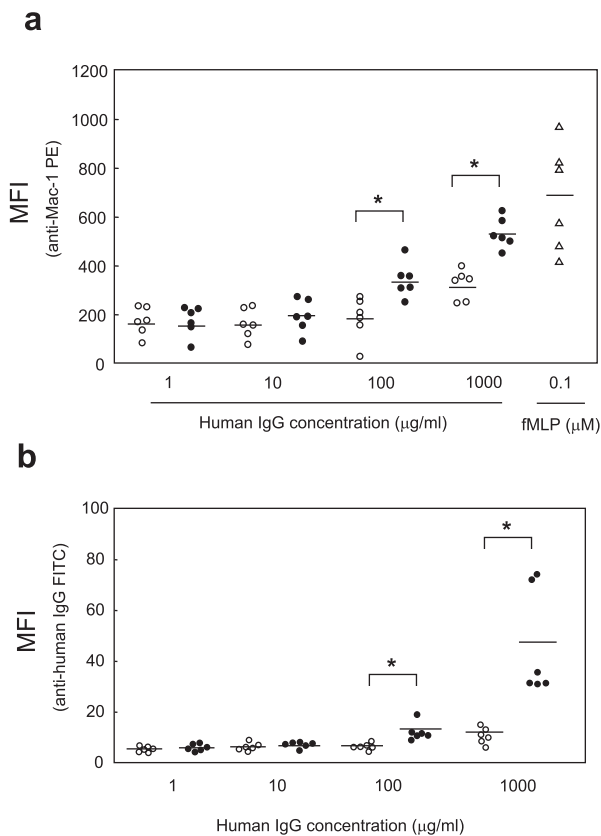 a
1200
1000
800
600
400
200
0
MFI
(anti-Mac-1 PE)
*
*
1 10 100 1000 0.1
Human IgG concentration (μg/ml)
fMLP (μM)
b
100
80
60
40
20
0
MFI
(anti-human IgG FITC)
*
*
1 10 100 1000
Human IgG concentration (μg/ml)